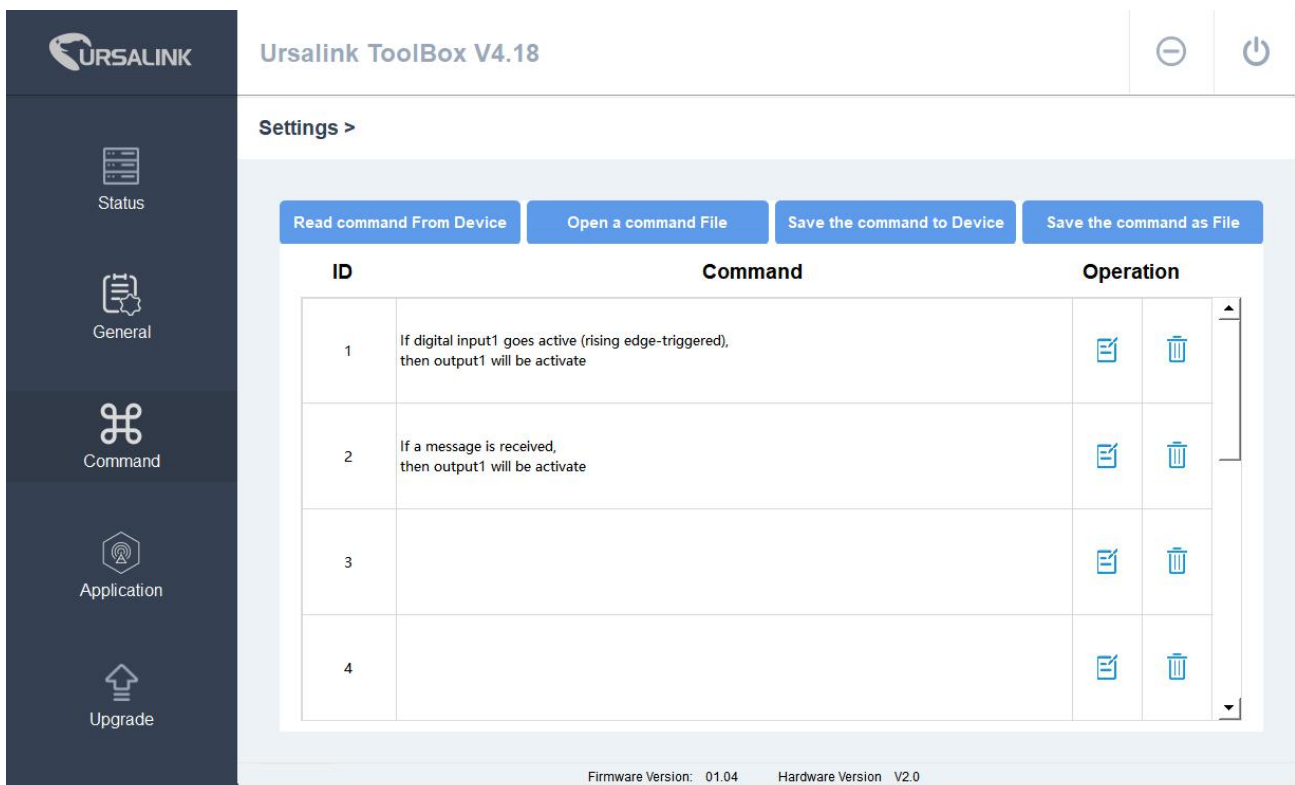 URSALINK
Ursalink ToolBox V4.18
Settings >
Status
General
Command
Application
Upgrade
Read command From Device
Open a command File
Save the command to Device
Save the command as File
ID
Command
Operation
1
If digital input1 goes active (rising edge-triggered),
then output1 will be activate
2
If a message is received,
then output1 will be activate
3
4
Firmware Version: 01.04
Hardware Version V2.0